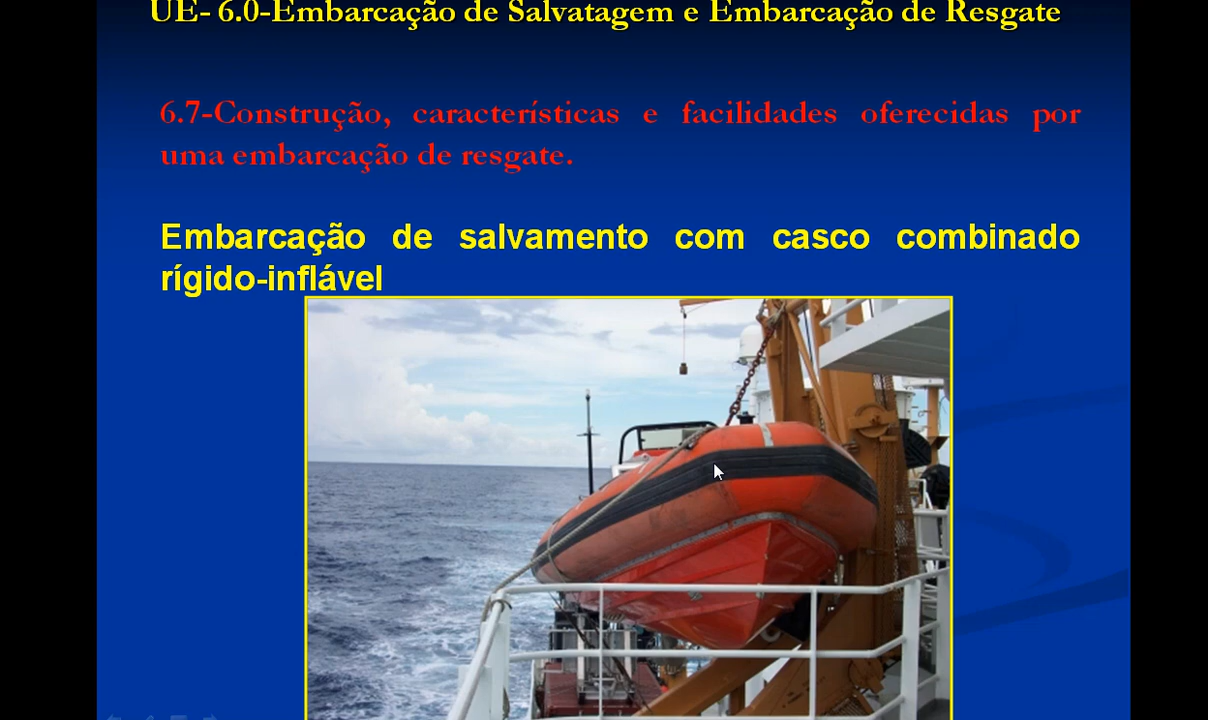 UE- 6.0-Embarcação de Salvatagem e Embarcação de Resgate
6.7-Construção, características e facilidades oferecidas por
uma embarcação de resgate.
Embarcação de salvamento com casco combinado
rígido-inflável